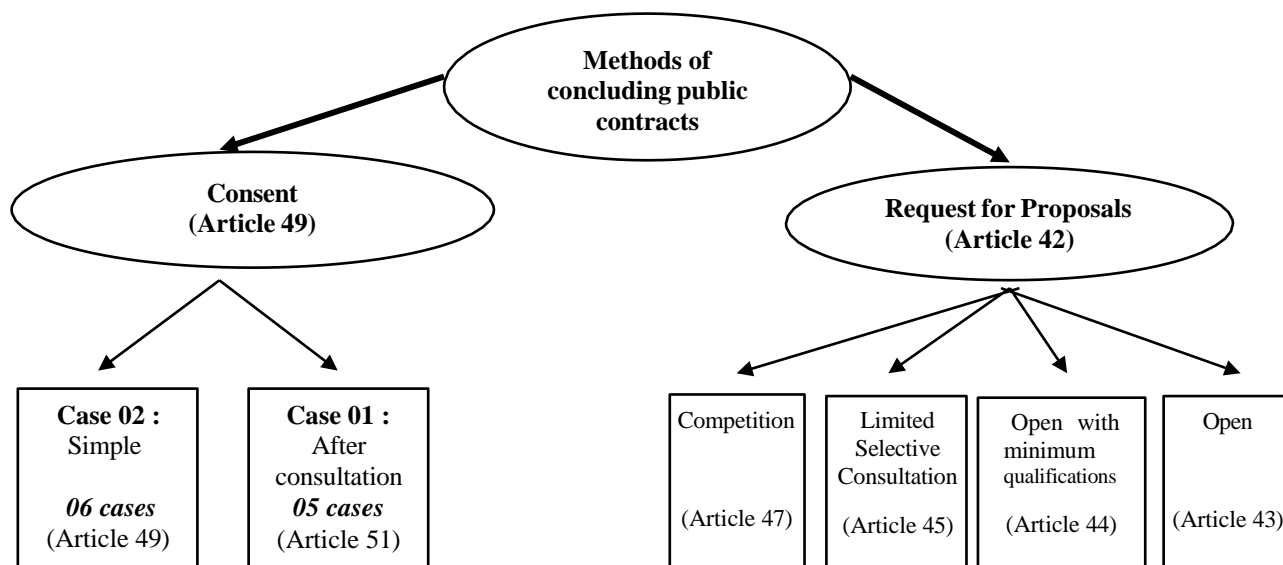 Methods of
concluding public
contracts
Consent
(Article 49)
Request for Proposals
(Article 42)
Case 02 :
Simple
06 cases
(Article 49)
Case 01 :
After
consultation
05 cases
(Article 51)
Competition
(Article 47)
Limited
Selective
Consultation
(Article 45)
Open with
minimum
qualifications
(Article 44)
Open
(Article 43)